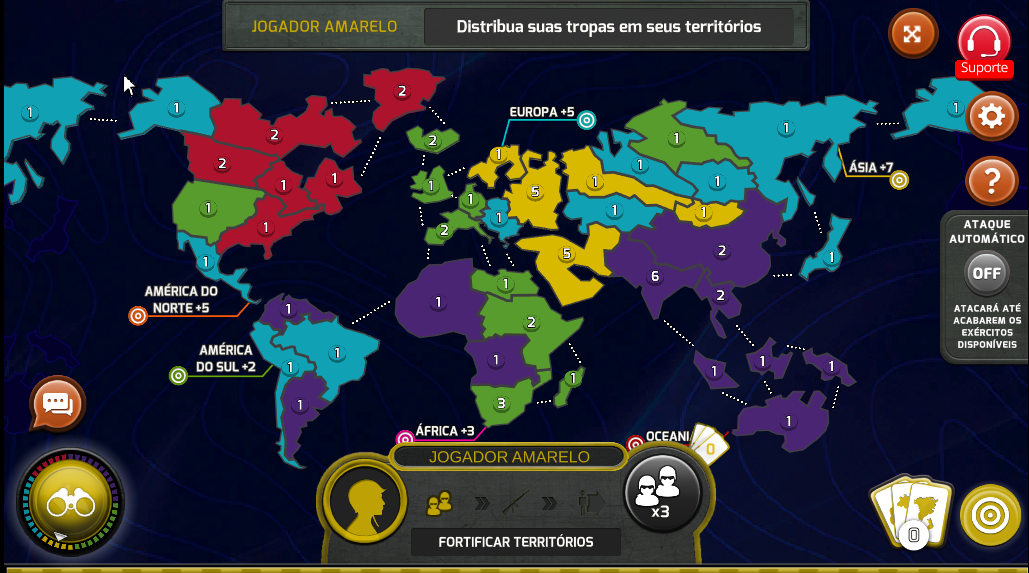 JOGADOR AMARELO
Distribua suas tropas em seus territórios
Suporte
EUROPA +5
ÁSIA +7
ATAQUE
AUTOMÁTICO
OFF
ATACARÁ ATÉ
ACABAREM OS
EXÉRCITOS
DISPONÍVEIS
AMÉRICA DO
NORTE +5
AMÉRICA
DO SUL +2
ÁFRICA +3
OCEANI
1
1
2
2
2
1
1
1
1
1
1
1
1
1
2
1
1
2
1
1
5
1
1
1
1
1
1
1
1
5
2
6
2
1
1
2
1
3
1
1
1
1
1
0
JOGADOR AMARELO
x3
FORTIFICAR TERRITÓRIOS
0
?